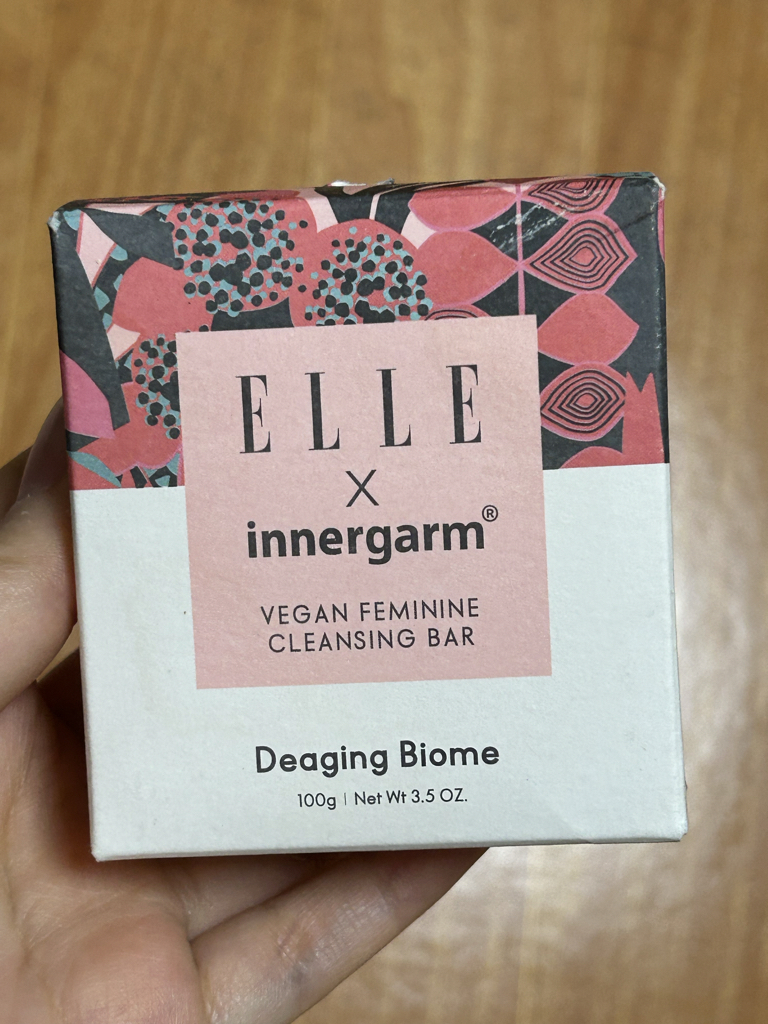 ELLE
X
innergarm®
VEGAN FEMININE
CLEANSING BAR
Deaging Biome
100g | Net Wt 3.5 OZ.